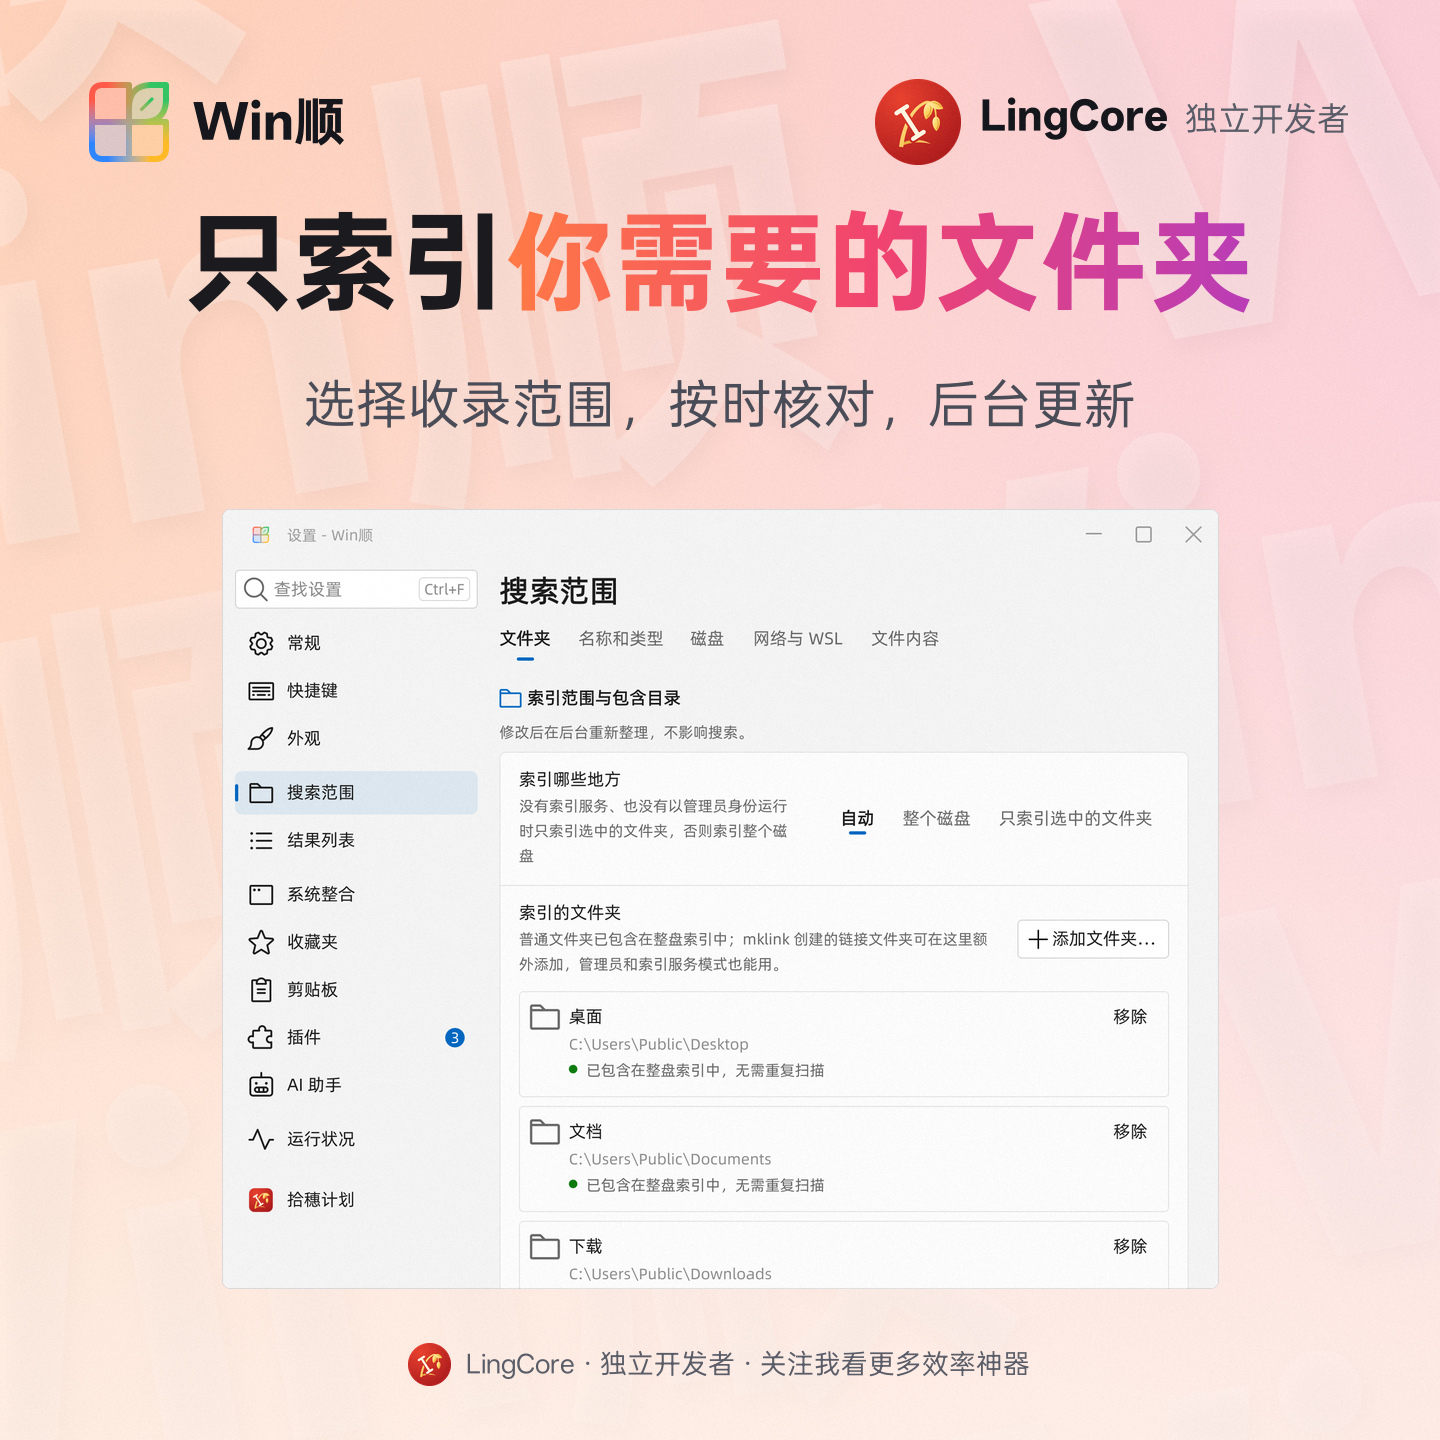 Win顺
LingCore 独立开发者
只索引你需要的文件夹
选择收录范围，按时核对，后台更新
设置 - Win顺
查找设置 Ctrl+F
常规
快捷键
外观
搜索范围
结果列表
系统整合
收藏夹
剪贴板
插件 3
AI 助手
运行状况
拾穗计划
搜索范围
文件夹 名称和类型 磁盘 网络与 WSL 文件内容
索引范围与包含目录
修改后在后台重新整理，不影响搜索。
索引哪些地方
没有索引服务、也没有以管理员身份运行
时只索引选中的文件夹，否则索引整个磁
盘
自动 整个磁盘 只索引选中的文件夹
索引的文件夹
普通文件夹已包含在整盘索引中；mklink 创建的链接文件夹可在这里额
外添加，管理员和索引服务模式也能用。
添加文件夹...
桌面 移除
C:\Users\Public\Desktop
已包含在整盘索引中，无需重复扫描
文档 移除
C:\Users\Public\Documents
已包含在整盘索引中，无需重复扫描
下载 移除
C:\Users\Public\Downloads
LingCore · 独立开发者 · 关注我看更多效率神器